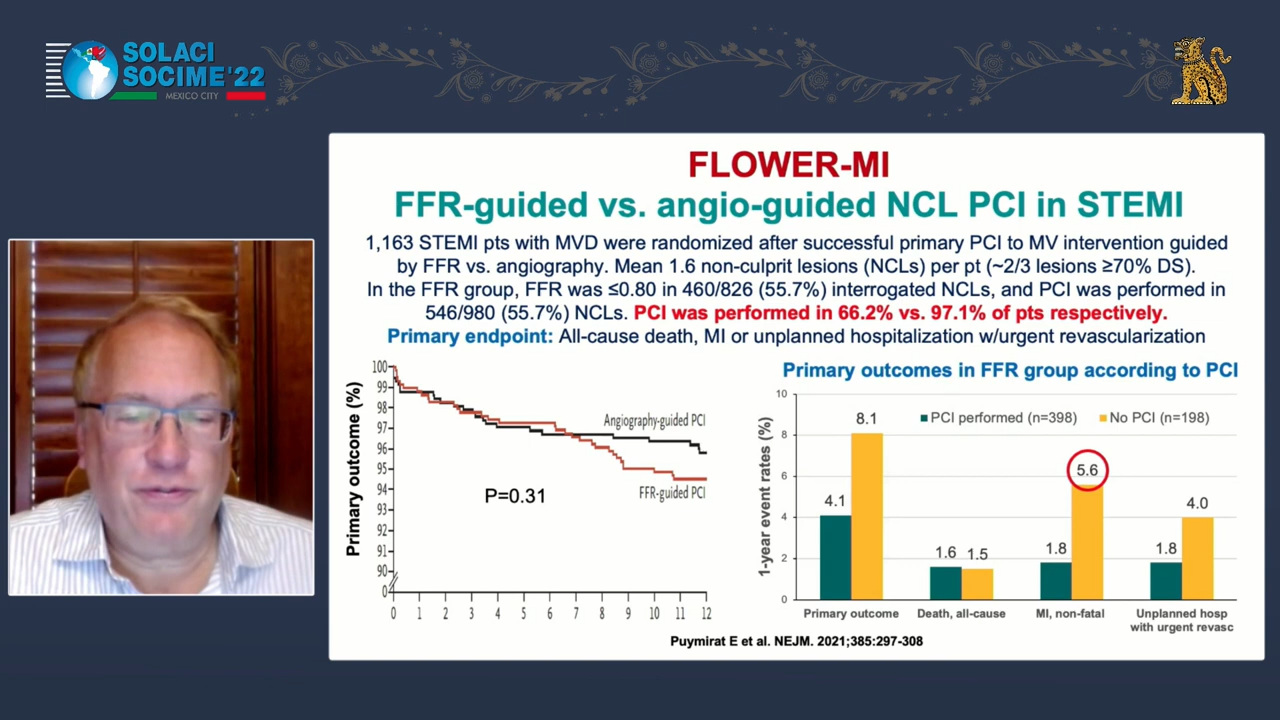 SOLACI
SOCIME'22
MEXICO CITY
FLOWER-MI
FFR-guided vs. angio-guided NCL PCI in STEMI
1,163 STEMI pts with MVD were randomized after successful primary PCI to MV intervention guided
by FFR vs. angiography. Mean 1.6 non-culprit lesions (NCLs) per pt (~2/3 lesions ≥70% DS).
In the FFR group, FFR was ≤0.80 in 460/826 (55.7%) interrogated NCLs, and PCI was performed in
546/980 (55.7%) NCLs. PCI was performed in 66.2% vs. 97.1% of pts respectively.
Primary endpoint: All-cause death, MI or unplanned hospitalization w/urgent revascularization
Primary outcome (%)
100
99
98
97
96
95
94
93
92
91
90
0
Angiography-guided PCI
FFR-guided PCI
P=0.31
0 1 2 3 4 5 6 7 8 9 10 11 12
Primary outcomes in FFR group according to PCI
1-year event rates (%)
10
8
6
4
2
0
PCI performed (n=398) No PCI (n=198)
4.1 8.1
1.6 1.5
1.8 5.6
1.8 4.0
Primary outcome
Death, all-cause
MI, non-fatal
Unplanned hosp
with urgent revasc
Puymirat E et al. NEJM. 2021;385:297-308